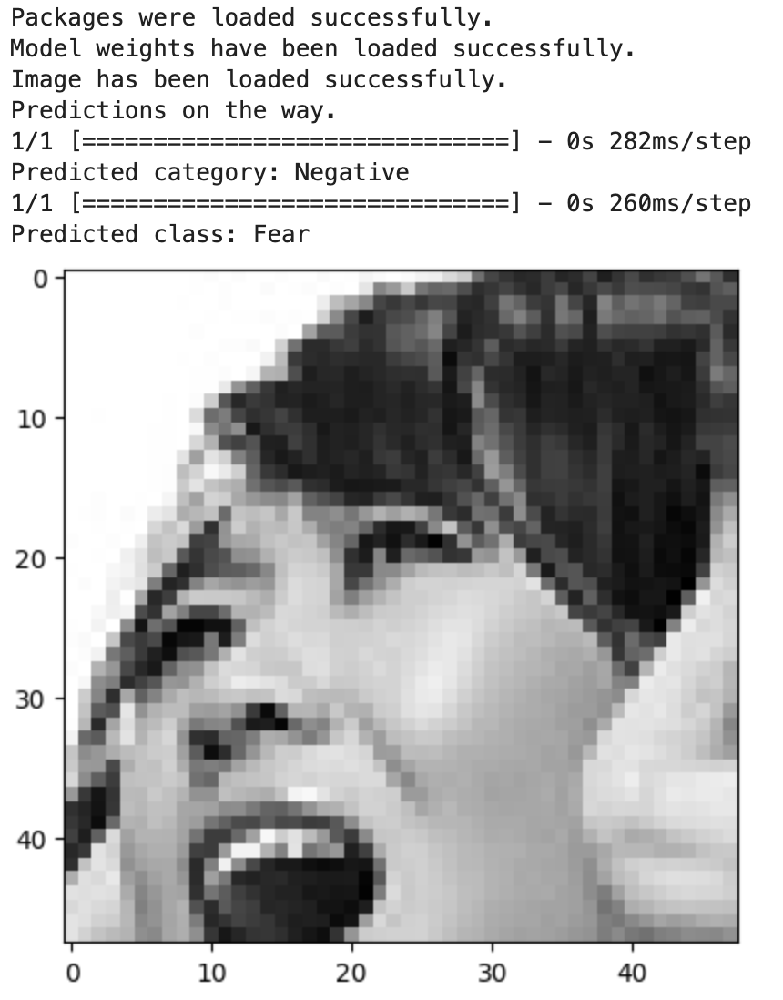 Packages were loaded successfully.
Model weights have been loaded successfully.
Image has been loaded successfully.
Predictions on the way.
1/1 [==============================] - 0s 282ms/step
Predicted category: Negative
1/1 [==============================] - 0s 260ms/step
Predicted class: Fear
0
10
20
30
40
0 10 20 30 40